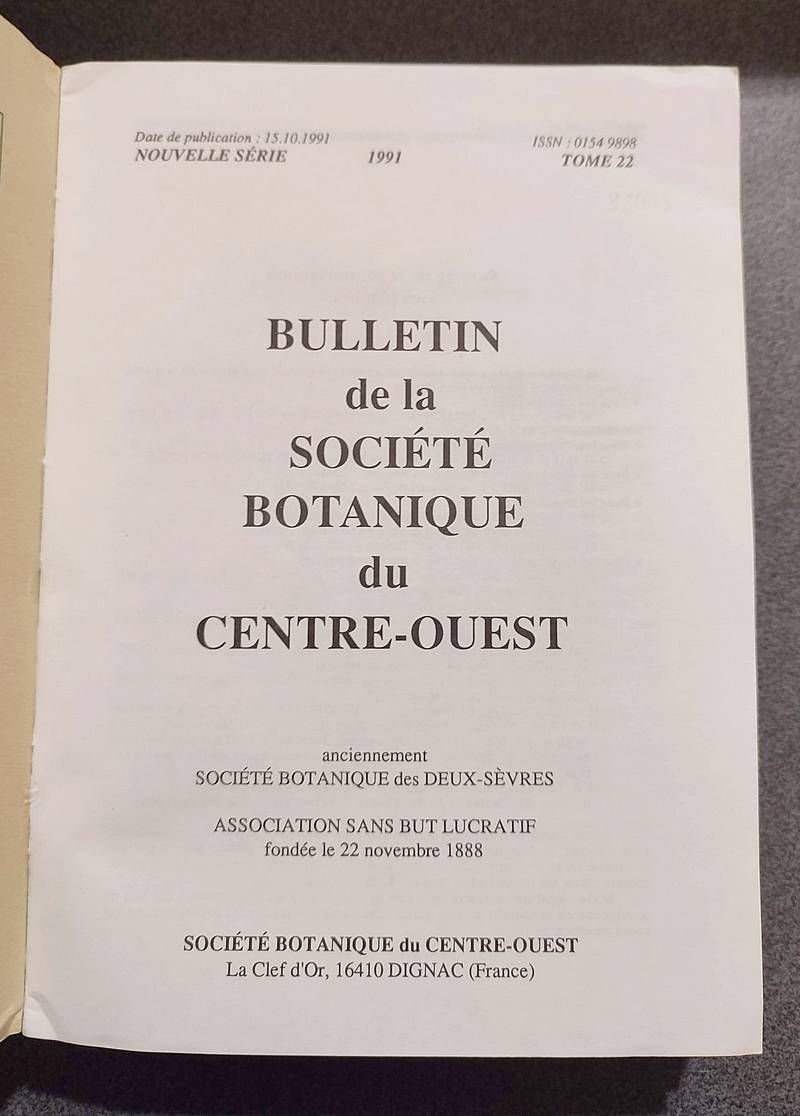 Date de publication : 15.10.1991 ISSN : 0154 9898
NOUVELLE SÉRIE 1991 TOME 22
BULLETIN
de la
SOCIÉTÉ
BOTANIQUE
du
CENTRE-OUEST
anciennement
SOCIÉTÉ BOTANIQUE des DEUX-SÈVRES
ASSOCIATION SANS BUT LUCRATIF
fondée le 22 novembre 1888
SOCIÉTÉ BOTANIQUE du CENTRE-OUEST
La Clef d'Or, 16410 DIGNAC (France)